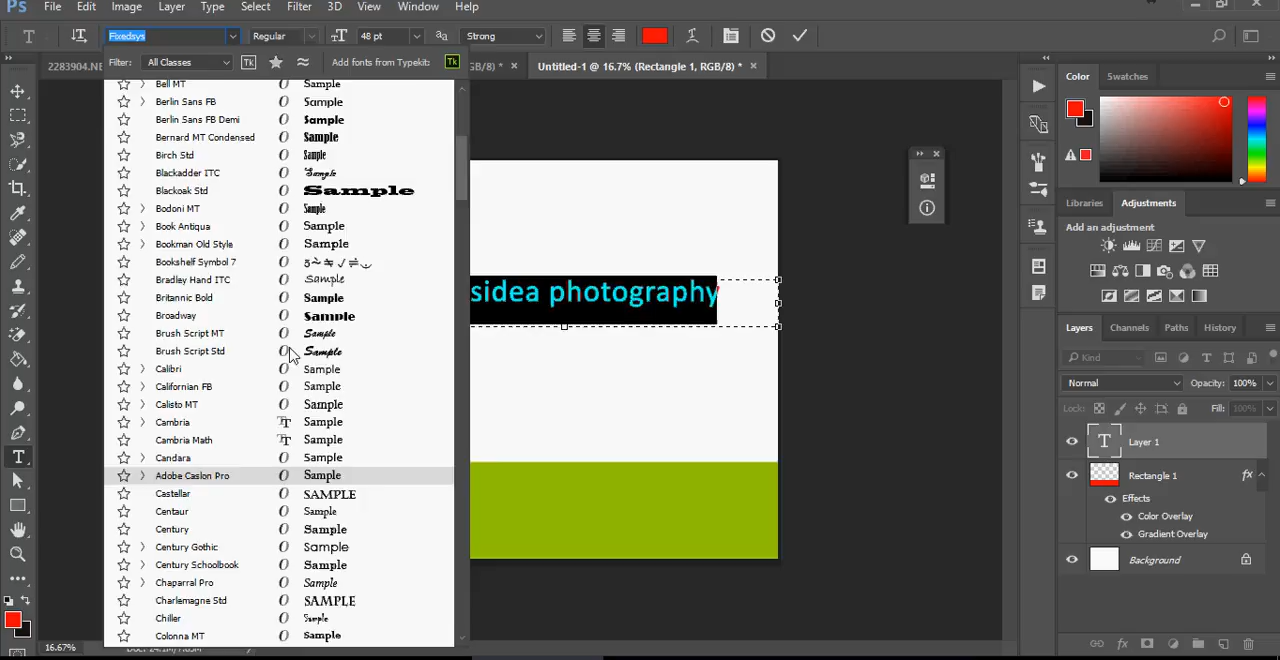 Ps File Edit Image Layer Type Select Filter 3D View Window Help
Fixedsys Regular 48 pt aa Strong
Filter: All Classes Tk Add fonts from Typekit: Tk
2283904.NE GB/8) * × Untitled-1 @ 16.7% (Rectangle 1, RGB/8) * ×
Bell MT Sample
Berlin Sans FB Sample
Berlin Sans FB Demi Sample
Bernard MT Condensed Sample
Birch Std Sample
Blackadder ITC Sample
Blackoak Std Sample
Bodoni MT Sample
Book Antiqua Sample
Bookman Old Style Sample
Bookshelf Symbol 7
Bradley Hand ITC Sample
Britannic Bold Sample
Broadway Sample
Brush Script MT Sample
Brush Script Std Sample
Calibri Sample
Californian FB Sample
Calisto MT Sample
Cambria Sample
Cambria Math Sample
Candara Sample
Adobe Caslon Pro Sample
Castellar SAMPLE
Centaur Sample
Century Sample
Century Gothic Sample
Century Schoolbook Sample
Chaparral Pro Sample
Charlemagne Std SAMPLE
Chiller Sample
Colonna MT Sample
sidea photography
Color Swatches
Libraries Adjustments
Add an adjustment
Layers Channels Paths History
Kind
Normal Opacity: 100%
Lock: Fill: 100%
T Layer 1
Rectangle 1 fx
Effects
Color Overlay
Gradient Overlay
Background
16.67%